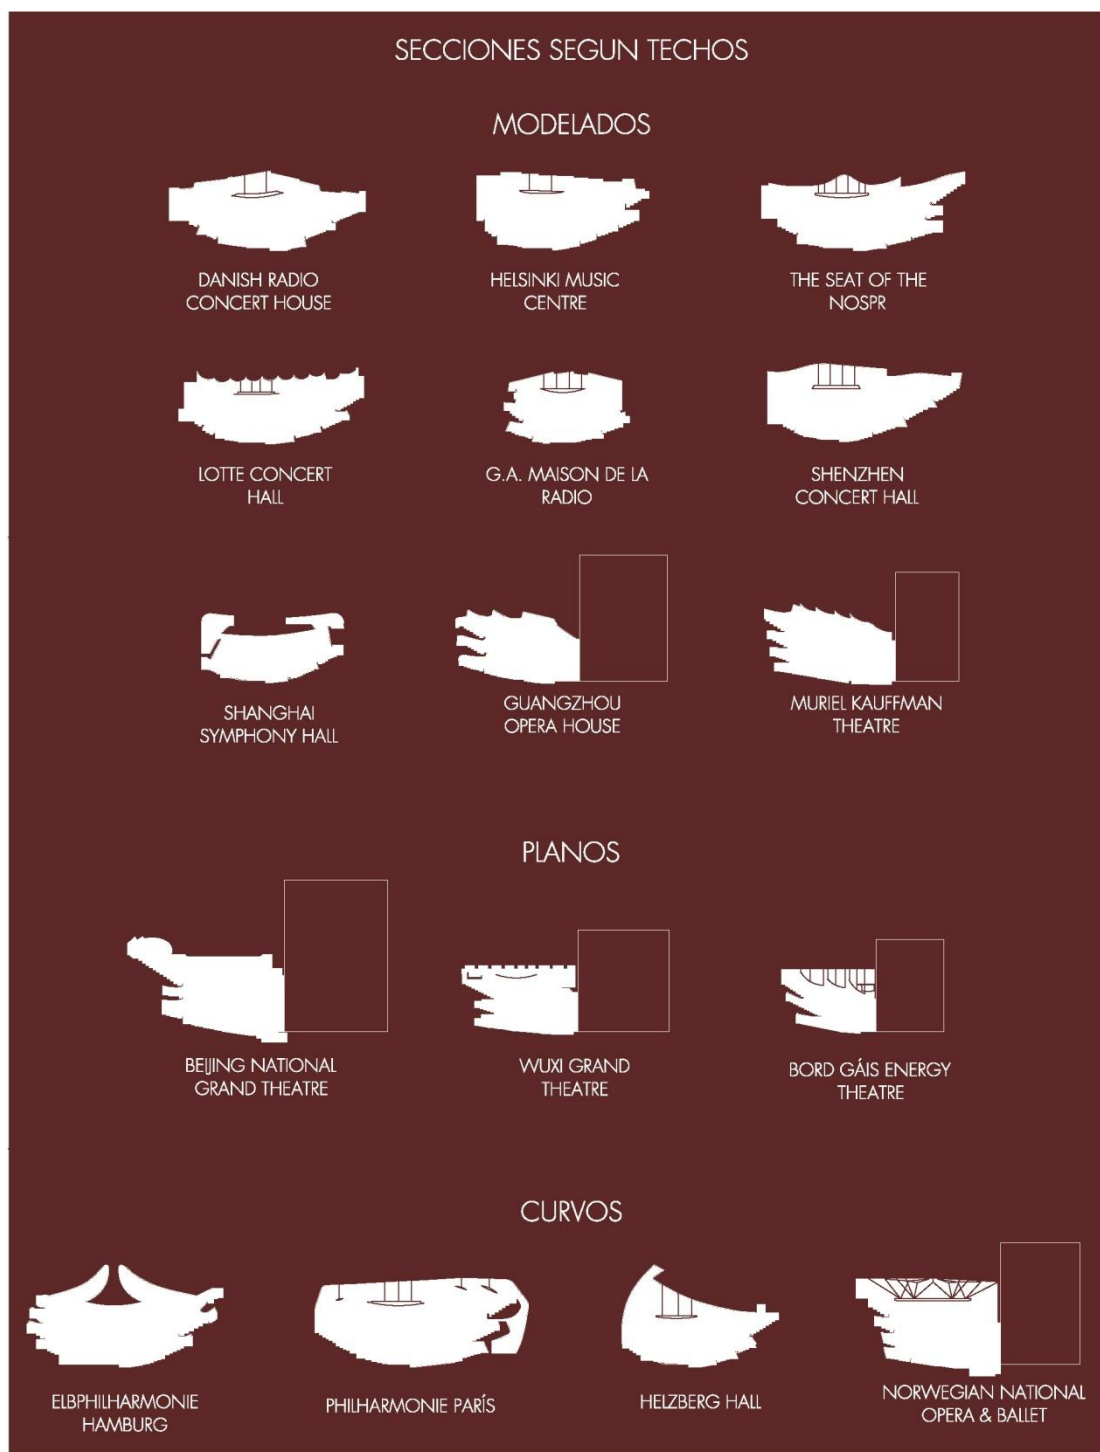 SECCIONES SEGUN TECHOS
MODELADOS
DANISH RADIO
CONCERT HOUSE
HELSINKI MUSIC
CENTRE
THE SEAT OF THE
NOSPR
LOTTE CONCERT
HALL
G.A. MAISON DE LA
RADIO
SHENZHEN
CONCERT HALL
SHANGHAI
SYMPHONY HALL
GUANGZHOU
OPERA HOUSE
MURIEL KAUFFMAN
THEATRE
PLANOS
BEIJING NATIONAL
GRAND THEATRE
WUXI GRAND
THEATRE
BORD GÁIS ENERGY
THEATRE
CURVOS
ELBPHILHARMONIE
HAMBURG
PHILHARMONIE PARÍS
HELZBERG HALL
NORWEGIAN NATIONAL
OPERA & BALLET